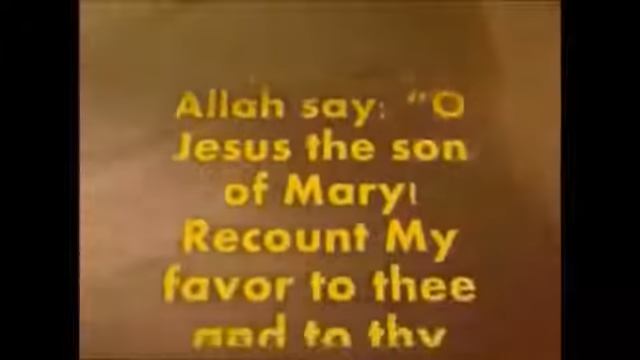 Allah say: "O
Jesus the son
of Mary!
Recount My
favor to thee
and to thy